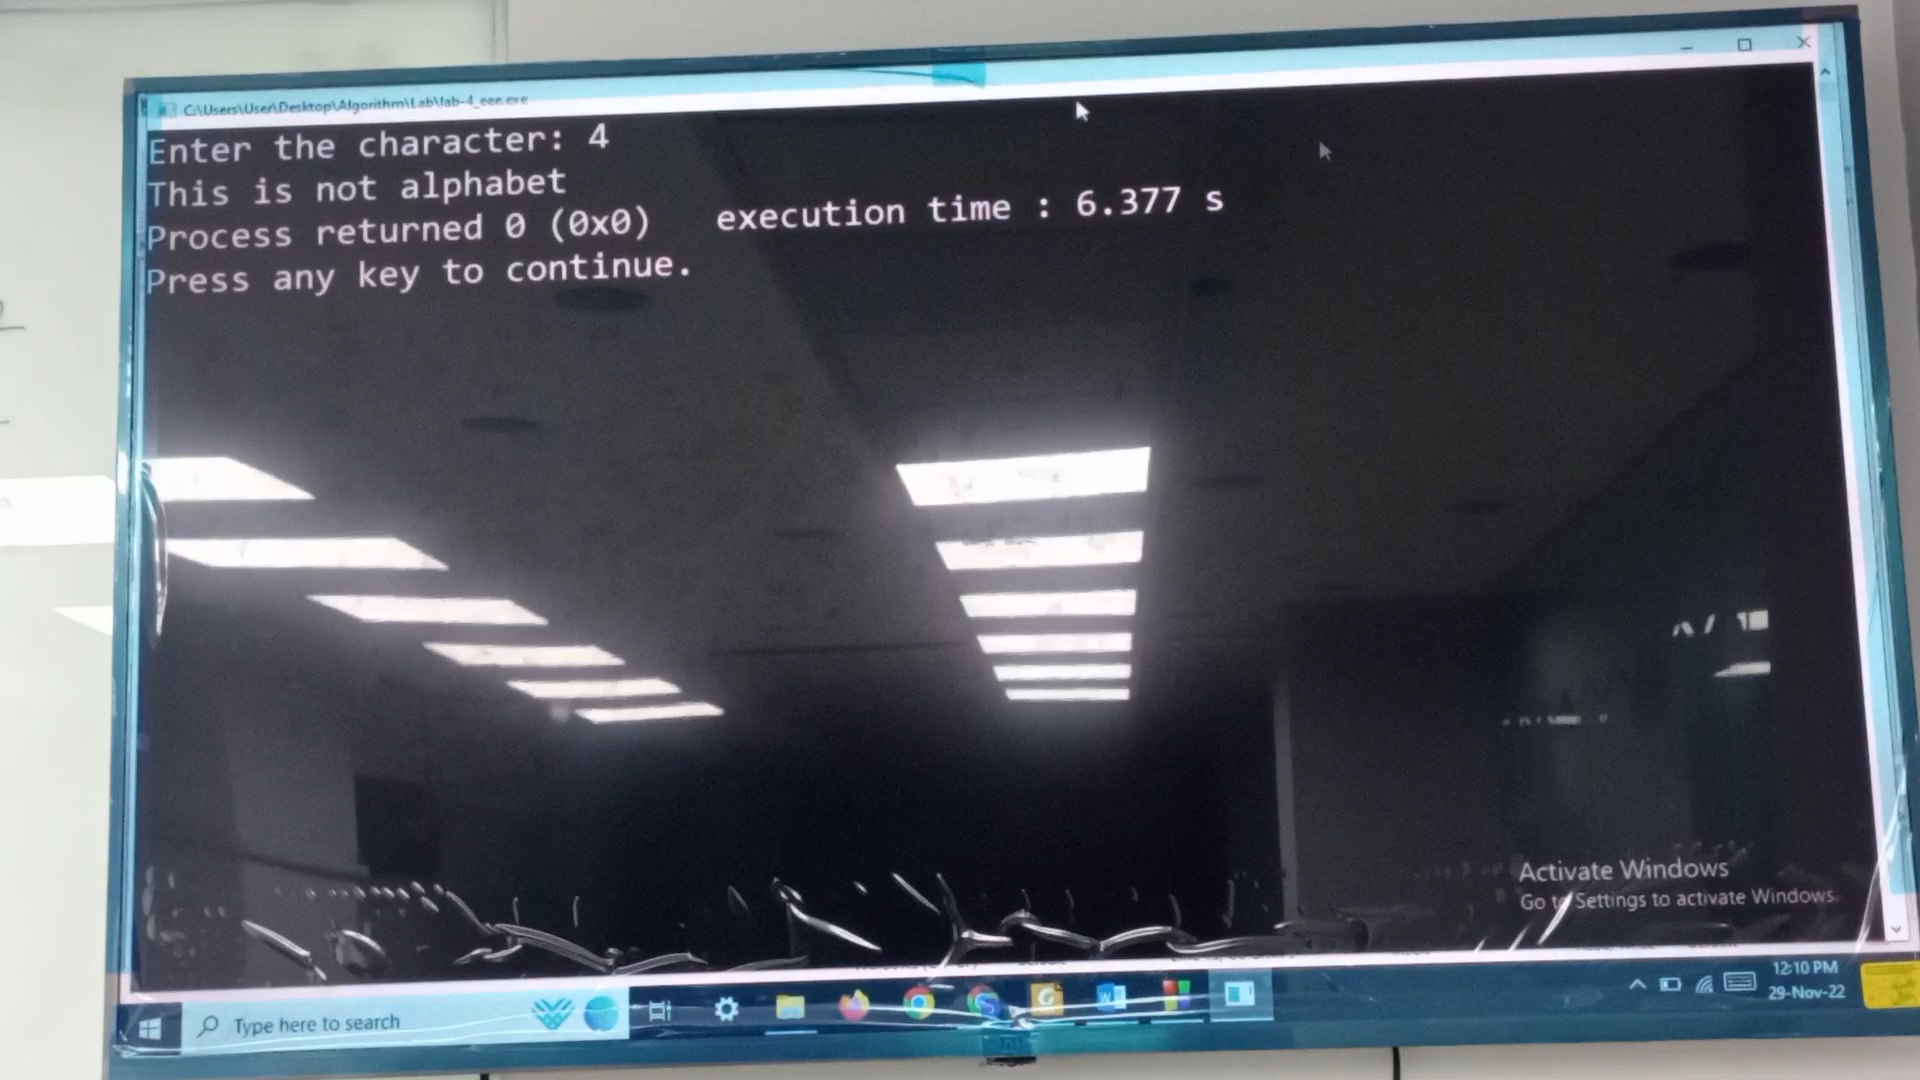 C:\Users\User\Desktop\Algorithm\Lab\lab-4_eee.exe
Enter the character: 4
This is not alphabet
Process returned 0 (0x0)   execution time : 6.377 s
Press any key to continue.
Activate Windows
Go to Settings to activate Windows.
Type here to search
12:10 PM
29-Nov-22